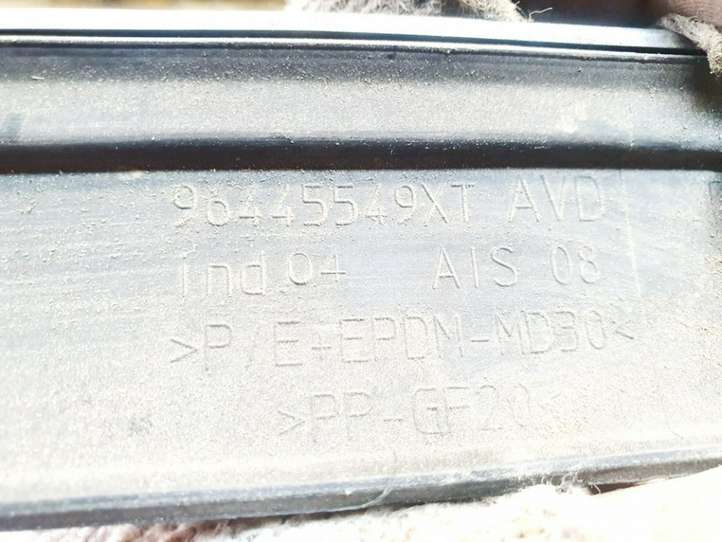 96445549XT AVD
ind 04 AIS 08
>P/E+EPDM-MD30<
>PP-GF20<